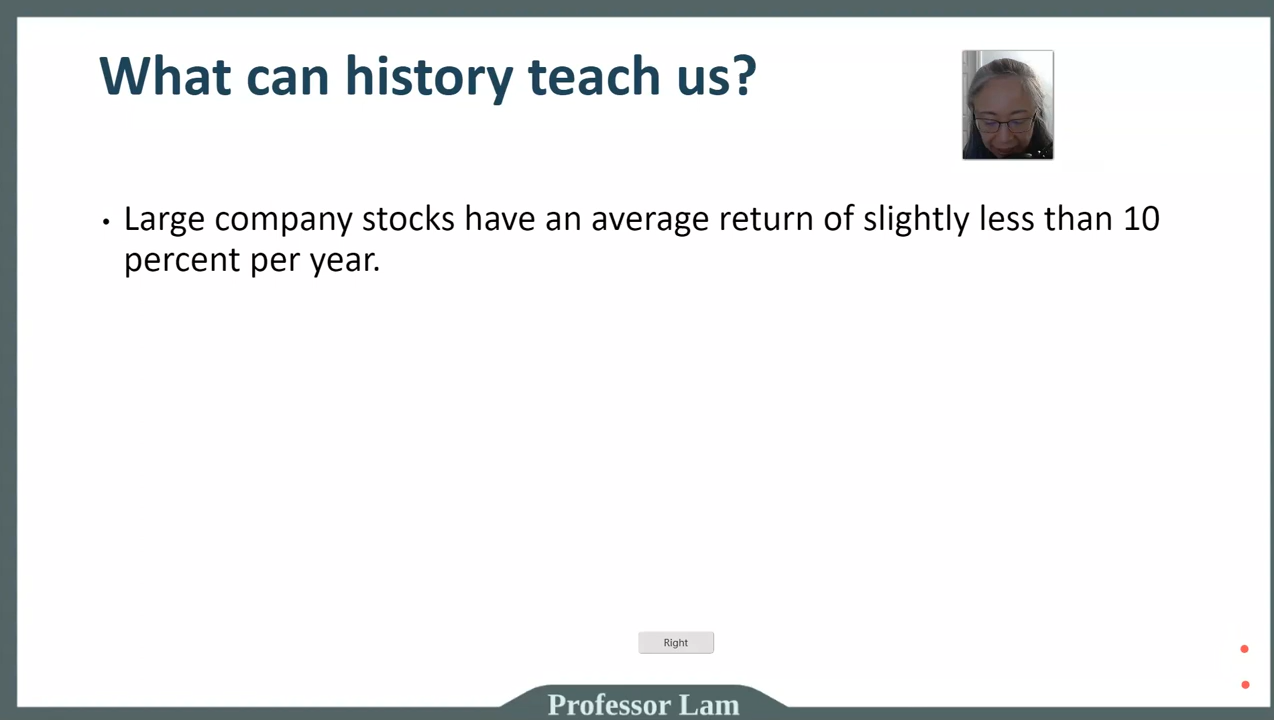 What can history teach us?
• Large company stocks have an average return of slightly less than 10
percent per year.
Right
Professor Lam